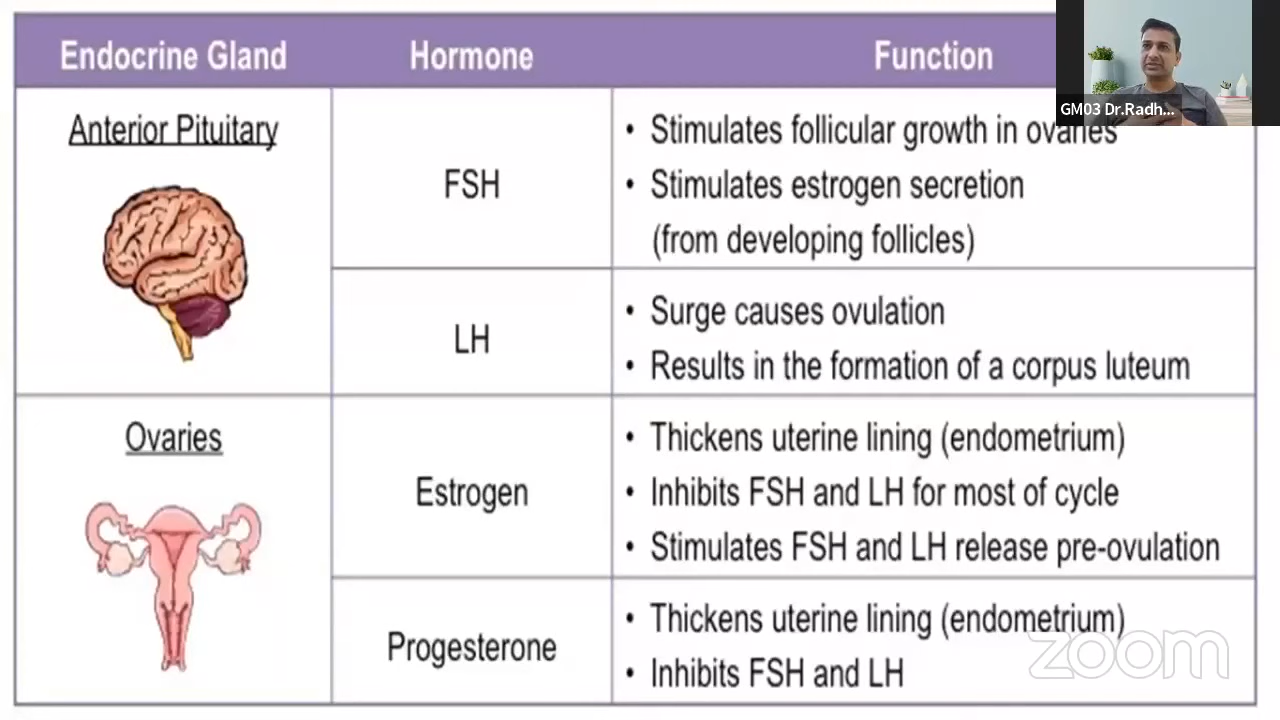 Endocrine Gland Hormone Function
GM03 Dr.Radh...
Anterior Pituitary
FSH
• Stimulates follicular growth in ovaries
• Stimulates estrogen secretion
(from developing follicles)
LH
• Surge causes ovulation
• Results in the formation of a corpus luteum
Ovaries
Estrogen
• Thickens uterine lining (endometrium)
• Inhibits FSH and LH for most of cycle
• Stimulates FSH and LH release pre-ovulation
Progesterone
• Thickens uterine lining (endometrium)
• Inhibits FSH and LH
zoom